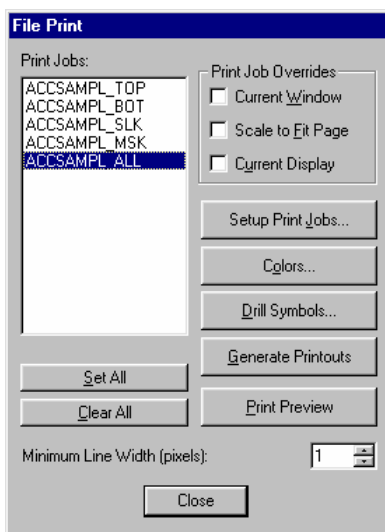 File Print
Print Jobs:
ACCSAMPL_TOP
ACCSAMPL_BOT
ACCSAMPL_SLK
ACCSAMPL_MSK
ACCSAMPL_ALL
Print Job Overrides
Current Window
Scale to Fit Page
Current Display
Setup Print Jobs...
Colors...
Drill Symbols...
Generate Printouts
Set All
Clear All
Print Preview
Minimum Line Width (pixels):
1
Close